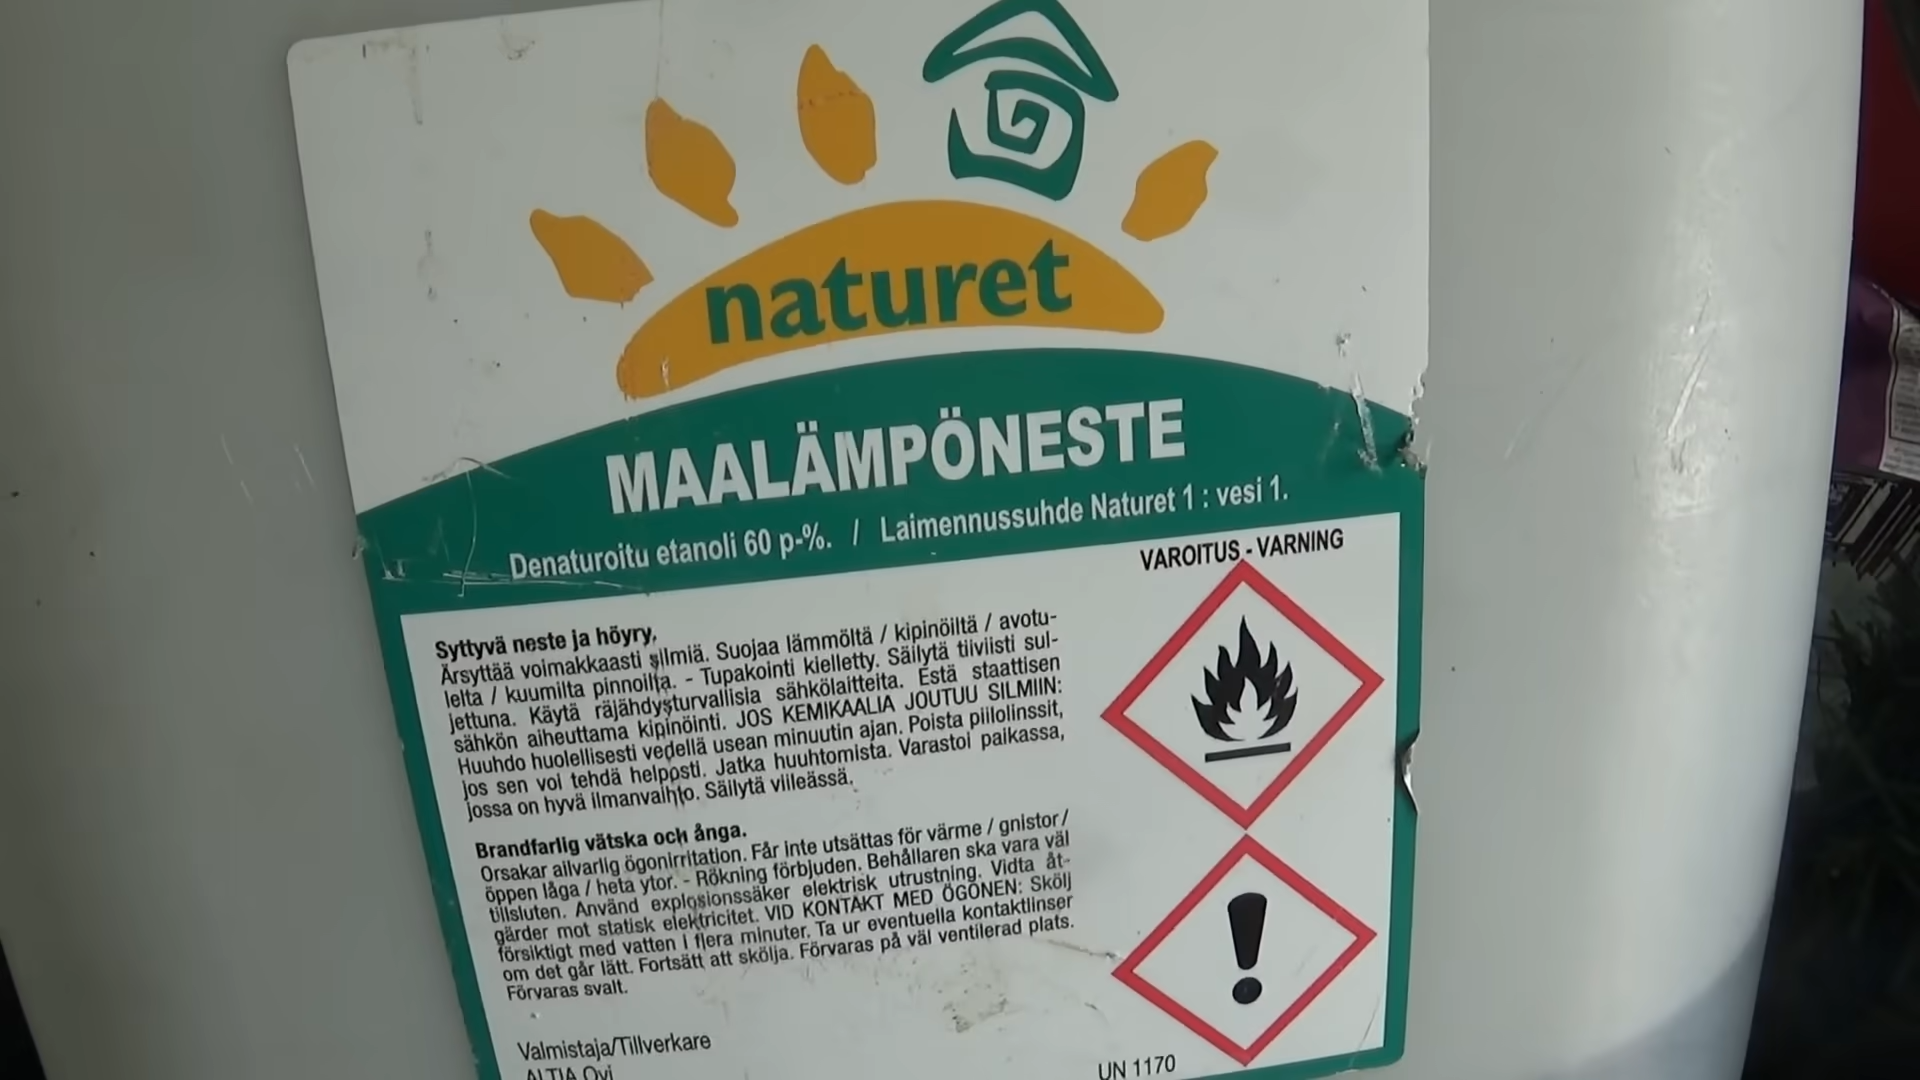 naturet
MAALÄMPÖNESTE
Denaturoitu etanoli 60 p-%. / Laimennussuhde Naturet 1 : vesi 1.
VAROITUS - VARNING
Syttyvä neste ja höyry.
Ärsyttää voimakkaasti silmiä. Suojaa lämmöltä / kipinöiltä / avotu-
lelta / kuumilta pinnoilta. - Tupakointi kielletty. Säilytä tiiviisti sul-
jettuna. Käytä räjähdysturvallisia sähkölaitteita. Estä staattisen
sähkön aiheuttama kipinöinti. JOS KEMIKAALIA JOUTUU SILMIIN:
Huuhdo huolellisesti vedellä usean minuutin ajan. Poista piilolinssit,
jos sen voi tehdä helposti. Jatka huuhtomista. Varastoi paikassa,
jossa on hyvä ilmanvaihto. Säilytä viileässä.
Brandfarlig vätska och ånga.
Orsakar allvarlig ögonirritation. Får inte utsättas för värme / gnistor/
öppen låga / heta ytor. - Rökning förbjuden. Behållaren ska vara väl
tillsluten. Använd explosionssäker elektrisk utrustning. Vidta åt-
gärder mot statisk elektricitet. VID KONTAKT MED ÖGONEN: Skölj
försiktigt med vatten i flera minuter. Ta ur eventuella kontaktlinser
om det går lätt. Fortsätt att skölja. Förvaras på väl ventilerad plats.
Förvaras svalt.
Valmistaja/Tillverkare
ALTIA Oyj
UN 1170